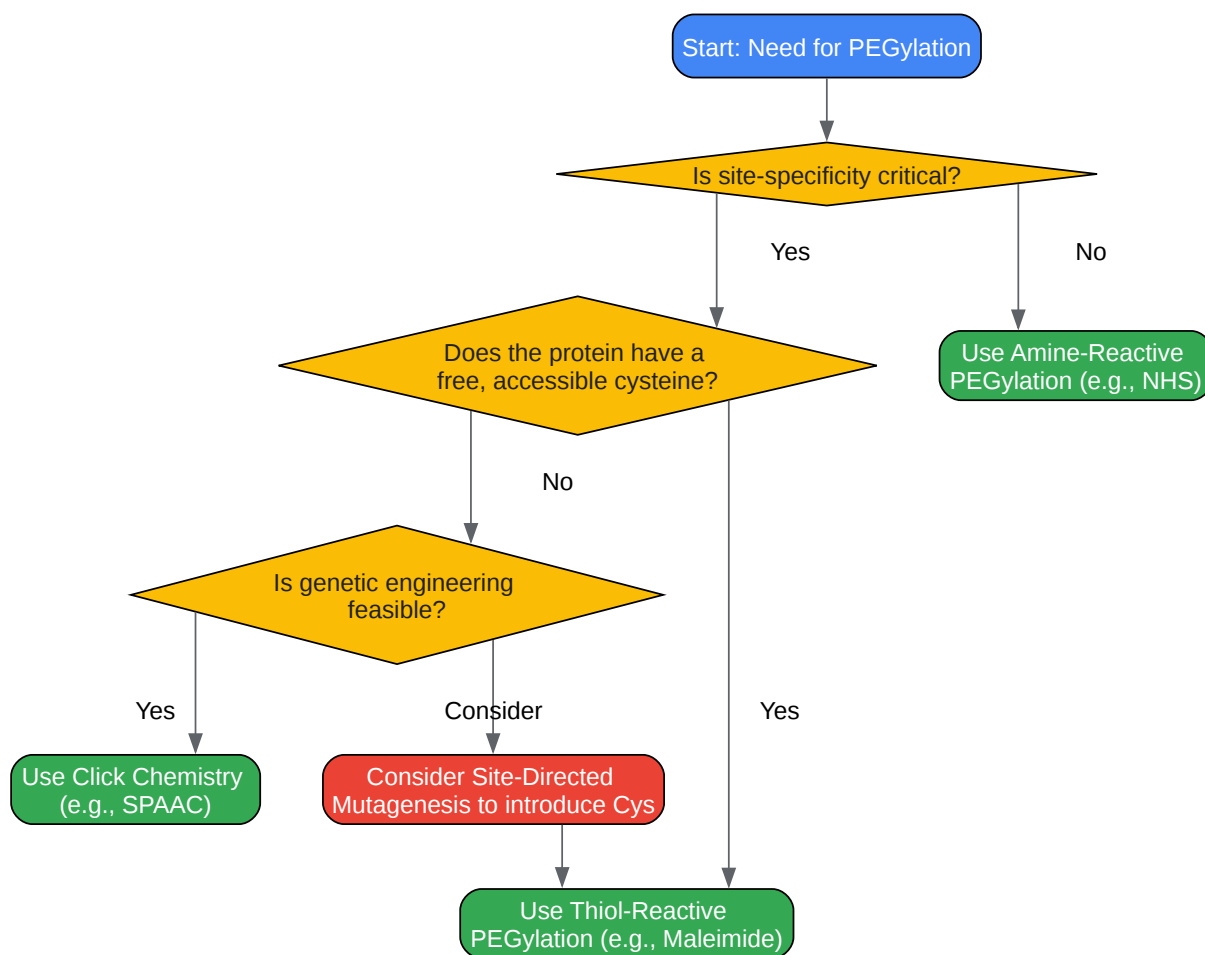 Start: Need for PEGylation
Is site-specificity critical?
Yes
No
Does the protein have a
free, accessible cysteine?
Use Amine-Reactive
PEGylation (e.g., NHS)
No
Is genetic engineering
feasible?
Yes
Consider
Yes
Use Click Chemistry
(e.g., SPAAC)
Consider Site-Directed
Mutagenesis to introduce Cys
Use Thiol-Reactive
PEGylation (e.g., Maleimide)